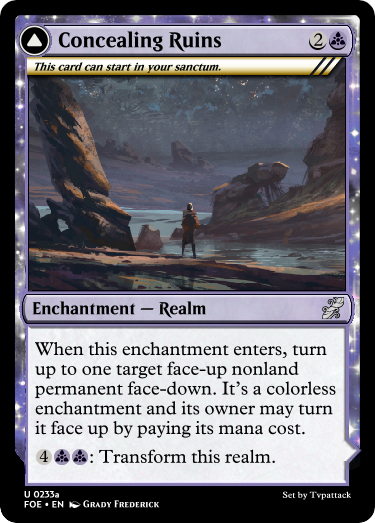 Concealing Ruins 2
This card can start in your sanctum.
Enchantment — Realm
When this enchantment enters, turn
up to one target face-up nonland
permanent face-down. It's a colorless
enchantment and its owner may turn
it face up by paying its mana cost.
4 : Transform this realm.
U 0233a
FOE • EN Grady Frederick
Set by Tvpattack